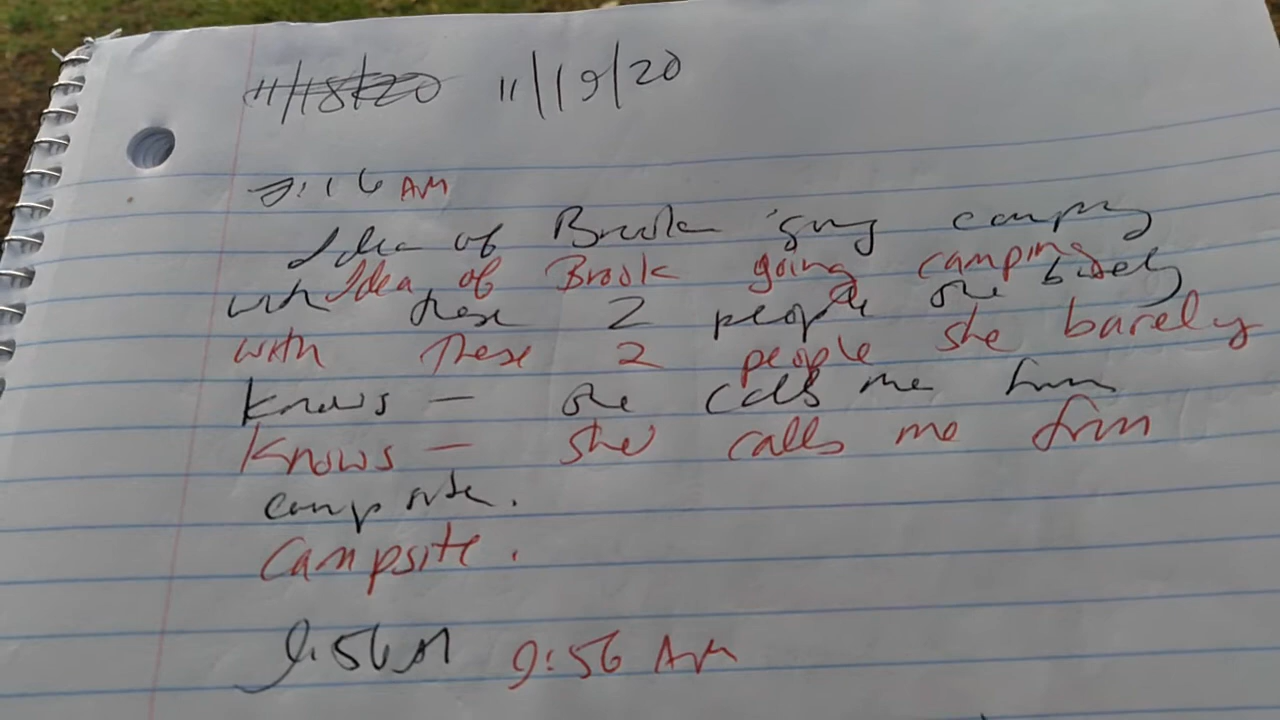 11/18/20 11/19/20
7:16 AM
Idea of Brook going camping
Idea of Brook going camping
with these 2 people she barely
with These 2 people she barely
knows — she calls me from
Knows — she calls me from
campsite.
Campsite.
9:56 AM 9:56 AM